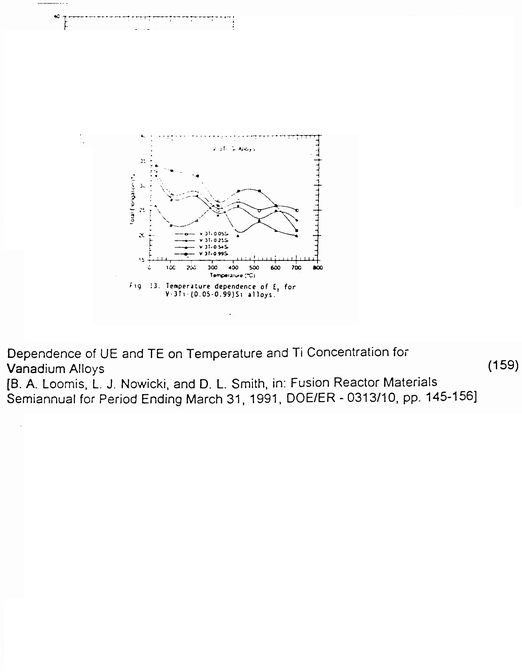 40
V-3Ti-Si Alloys
35
30
25
20
15
Total Elongation, %
V-3Ti-0.05Si
V-3Ti-0.25Si
V-3Ti-0.54Si
V-3Ti-0.99Si
0 100 200 300 400 500 600 700 800
Temperature (°C)
Fig 13. Temperature dependence of Et for
V-3Ti-(0.05-0.99)Si alloys.
Dependence of UE and TE on Temperature and Ti Concentration for
Vanadium Alloys
(159)
[B. A. Loomis, L. J. Nowicki, and D. L. Smith, in: Fusion Reactor Materials
Semiannual for Period Ending March 31, 1991, DOE/ER - 0313/10, pp. 145-156]